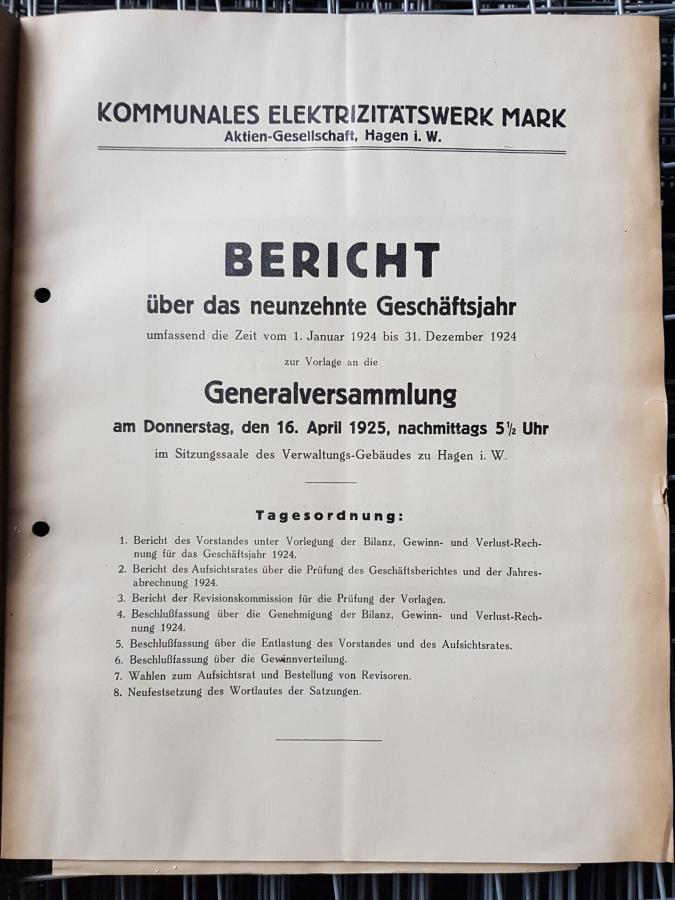 KOMMUNALES ELEKTRIZITÄTSWERK MARK
Aktien-Gesellschaft, Hagen i. W.
BERICHT
über das neunzehnte Geschäftsjahr
umfassend die Zeit vom 1. Januar 1924 bis 31. Dezember 1924
zur Vorlage an die
Generalversammlung
am Donnerstag, den 16. April 1925, nachmittags 5½ Uhr
im Sitzungssaale des Verwaltungs-Gebäudes zu Hagen i. W.
Tagesordnung:
1. Bericht des Vorstandes unter Vorlegung der Bilanz, Gewinn- und Verlust-Rech-
nung für das Geschäftsjahr 1924.
2. Bericht des Aufsichtsrates über die Prüfung des Geschäftsberichtes und der Jahres-
abrechnung 1924.
3. Bericht der Revisionskommission für die Prüfung der Vorlagen.
4. Beschlußfassung über die Genehmigung der Bilanz, Gewinn- und Verlust-Rech-
nung 1924.
5. Beschlußfassung über die Entlastung des Vorstandes und des Aufsichtsrates.
6. Beschlußfassung über die Gewinnverteilung.
7. Wahlen zum Aufsichtsrat und Bestellung von Revisoren.
8. Neufestsetzung des Wortlautes der Satzungen.